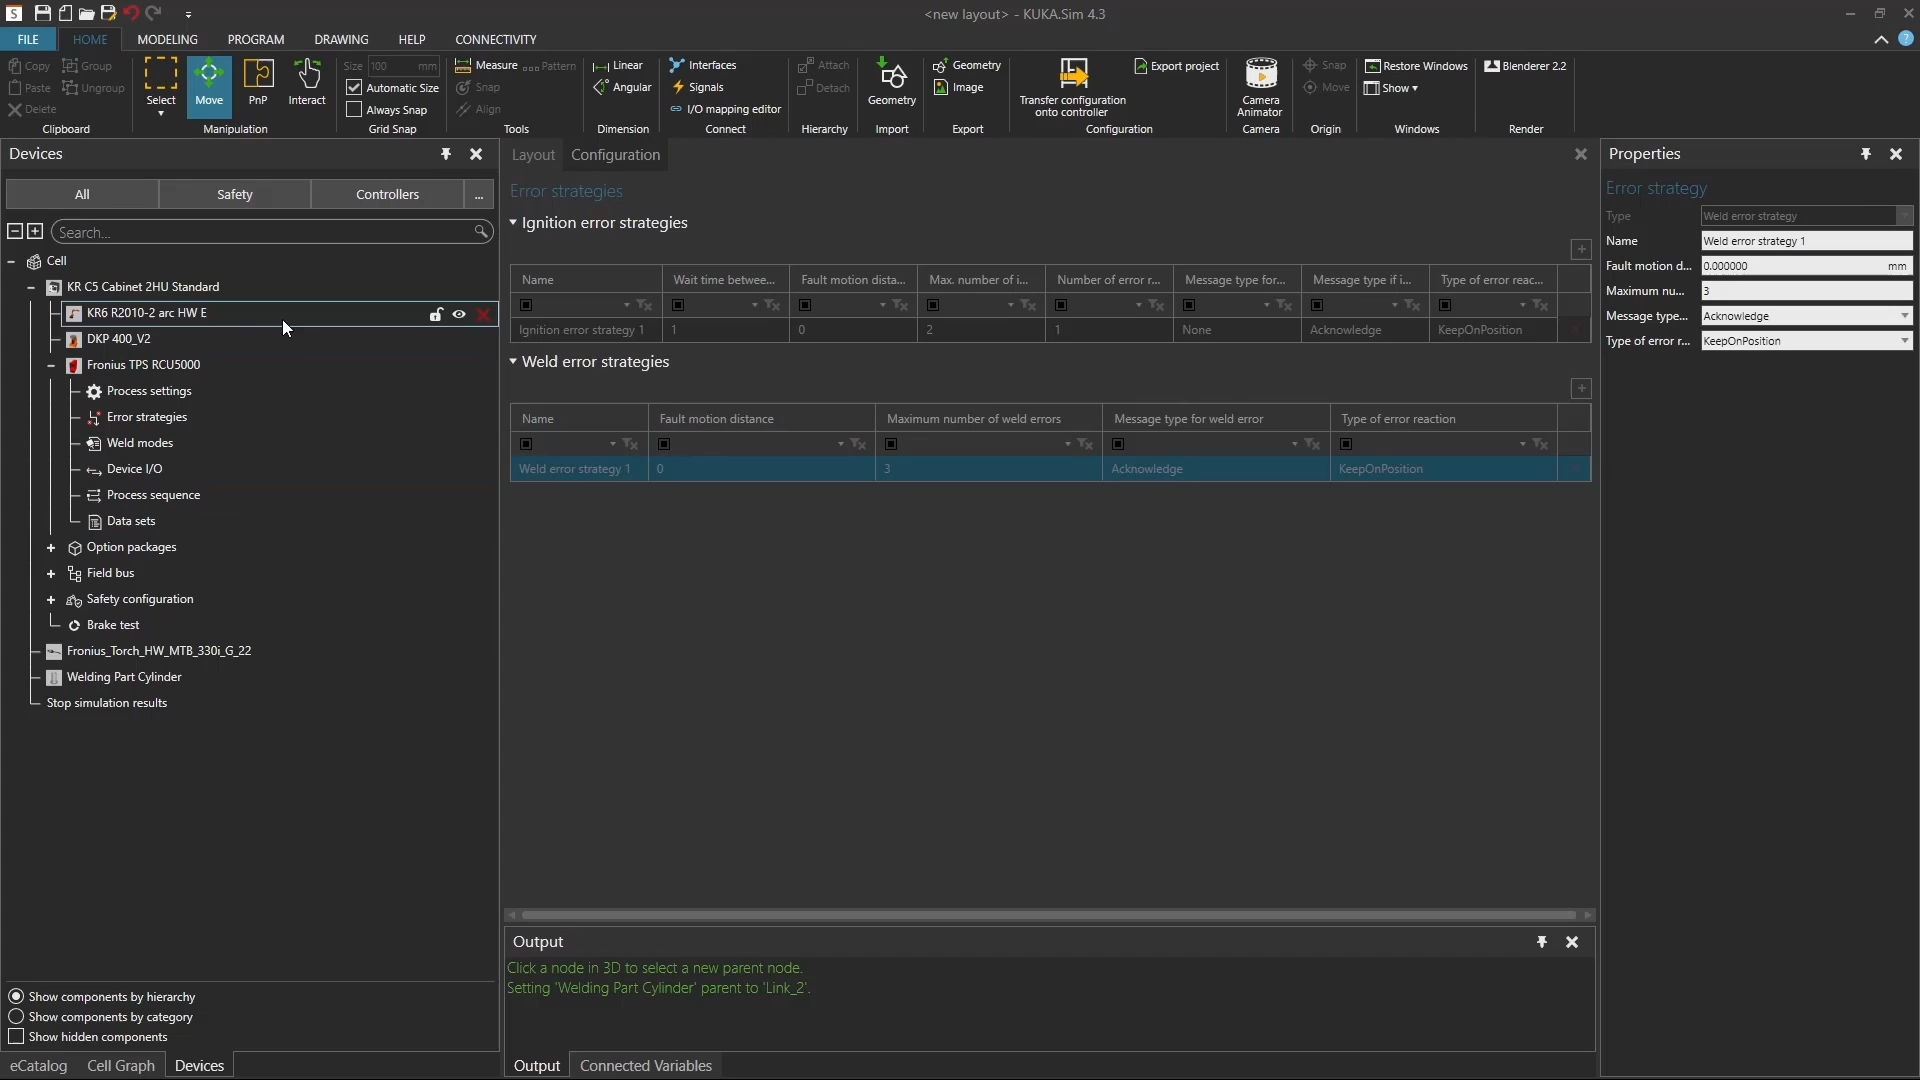 <new layout> - KUKA.Sim 4.3
FILE HOME MODELING PROGRAM DRAWING HELP CONNECTIVITY
Copy Group
Paste Ungroup
Delete
Clipboard
Select
Move
PnP
Interact
Manipulation
Size 100 mm
Automatic Size
Always Snap
Grid Snap
Measure Pattern
Snap
Align
Tools
Linear
Angular
Dimension
Interfaces
Signals
I/O mapping editor
Connect
Attach
Detach
Hierarchy
Geometry
Import
Geometry
Image
Export
Transfer configuration
onto controller
Export project
Configuration
Camera
Animator
Camera
Snap
Move
Origin
Restore Windows
Show
Windows
Blenderer 2.2
Render
Devices
All Safety Controllers ...
Search...
Cell
KR C5 Cabinet 2HU Standard
KR6 R2010-2 arc HW E
DKP 400_V2
Fronius TPS RCU5000
Process settings
Error strategies
Weld modes
Device I/O
Process sequence
Data sets
Option packages
Field bus
Safety configuration
Brake test
Fronius_Torch_HW_MTB_330i_G_22
Welding Part Cylinder
Stop simulation results
Show components by hierarchy
Show components by category
Show hidden components
eCatalog Cell Graph Devices
Layout Configuration
Error strategies
Ignition error strategies
Name Wait time betwee... Fault motion dista... Max. number of i... Number of error r... Message type for... Message type if i... Type of error reac...
Ignition error strategy 1 1 0 2 1 None Acknowledge KeepOnPosition
Weld error strategies
Name Fault motion distance Maximum number of weld errors Message type for weld error Type of error reaction
Weld error strategy 1 0 3 Acknowledge KeepOnPosition
Output
Click a node in 3D to select a new parent node.
Setting 'Welding Part Cylinder' parent to 'Link_2'.
Output Connected Variables
Properties
Error strategy
Type Weld error strategy
Name Weld error strategy 1
Fault motion d... 0.000000 mm
Maximum nu... 3
Message type... Acknowledge
Type of error r... KeepOnPosition